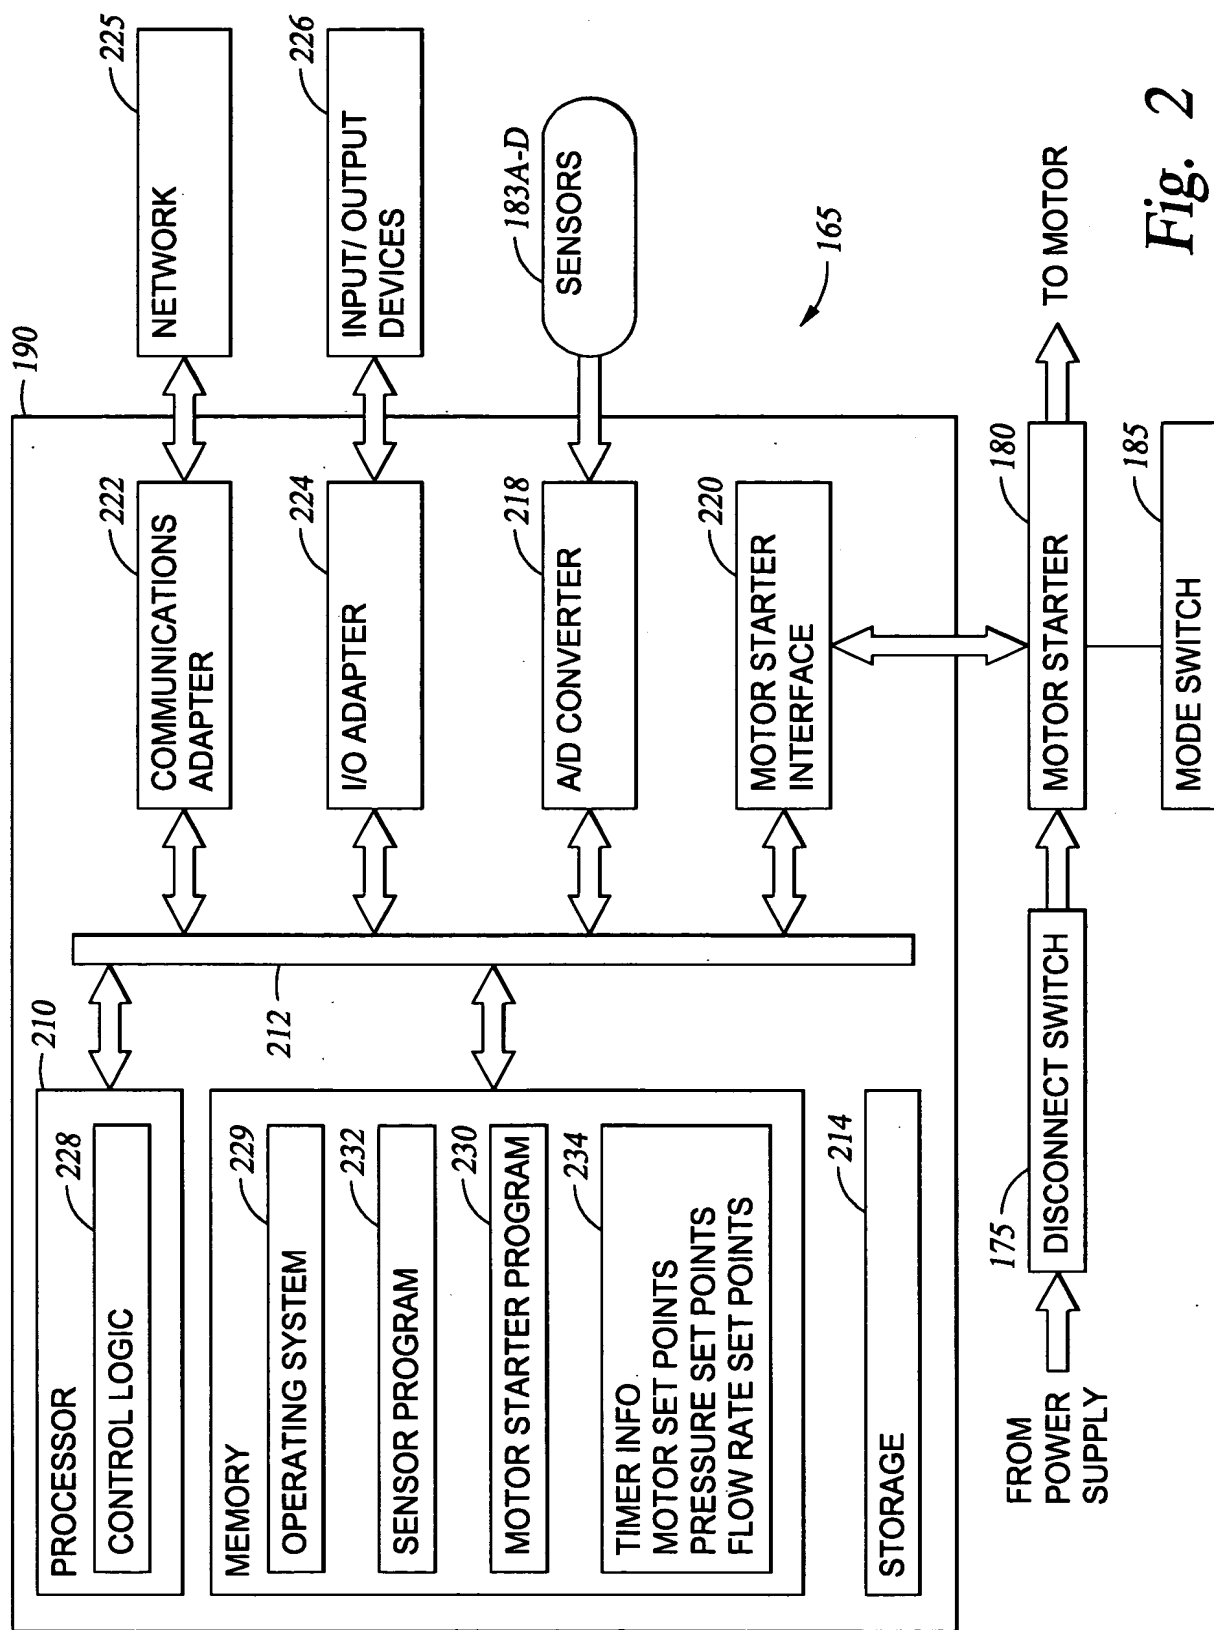 190
PROCESSOR
210
CONTROL LOGIC
228
MEMORY
OPERATING SYSTEM
229
SENSOR PROGRAM
232
MOTOR STARTER PROGRAM
230
TIMER INFO
MOTOR SET POINTS
PRESSURE SET POINTS
FLOW RATE SET POINTS
234
STORAGE
214
212
COMMUNICATIONS
ADAPTER
222
I/O ADAPTER
224
A/D CONVERTER
218
MOTOR STARTER
INTERFACE
220
NETWORK
225
INPUT/ OUTPUT
DEVICES
226
SENSORS
183A-D
165
FROM
POWER
SUPPLY
DISCONNECT SWITCH
175
MOTOR STARTER
180
TO MOTOR
MODE SWITCH
185
Fig. 2